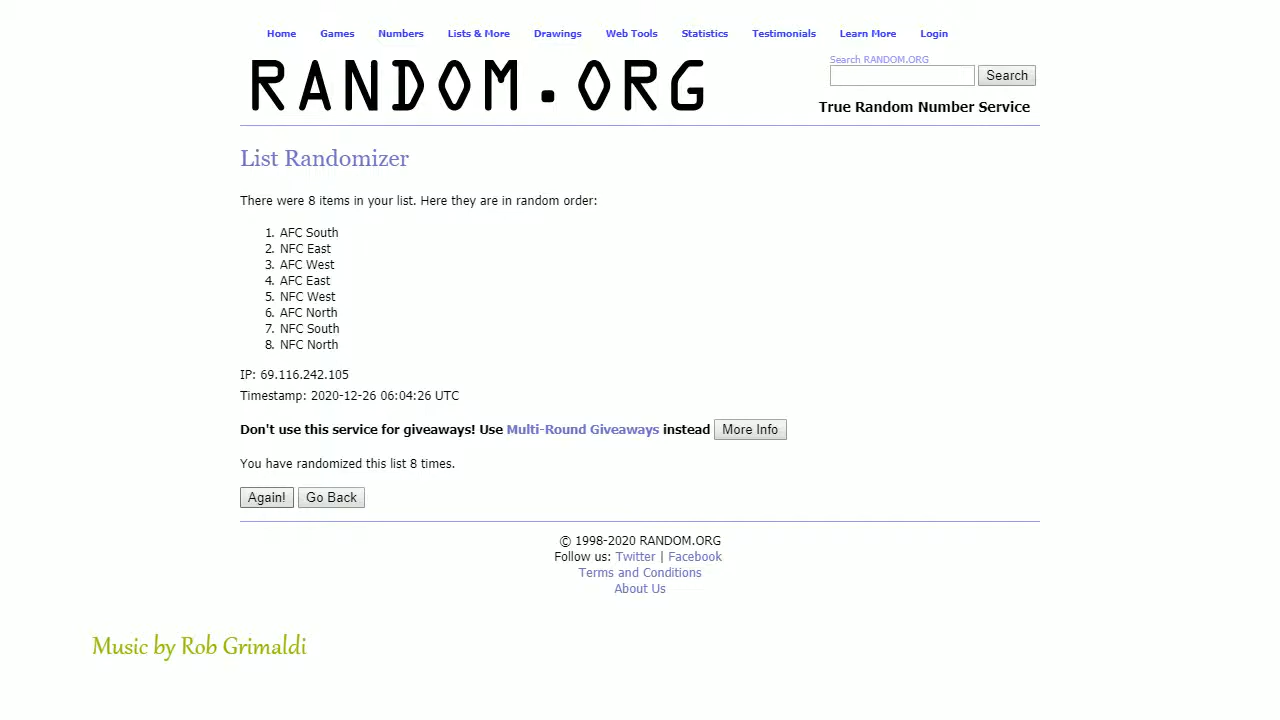 Home Games Numbers Lists & More Drawings Web Tools Statistics Testimonials Learn More Login
RANDOM.ORG
Search RANDOM.ORG
Search
True Random Number Service
List Randomizer
There were 8 items in your list. Here they are in random order:
1. AFC South
2. NFC East
3. AFC West
4. AFC East
5. NFC West
6. AFC North
7. NFC South
8. NFC North
IP: 69.116.242.105
Timestamp: 2020-12-26 06:04:26 UTC
Don't use this service for giveaways! Use Multi-Round Giveaways instead More Info
You have randomized this list 8 times.
Again! Go Back
© 1998-2020 RANDOM.ORG
Follow us: Twitter | Facebook
Terms and Conditions
About Us
Music by Rob Grimaldi